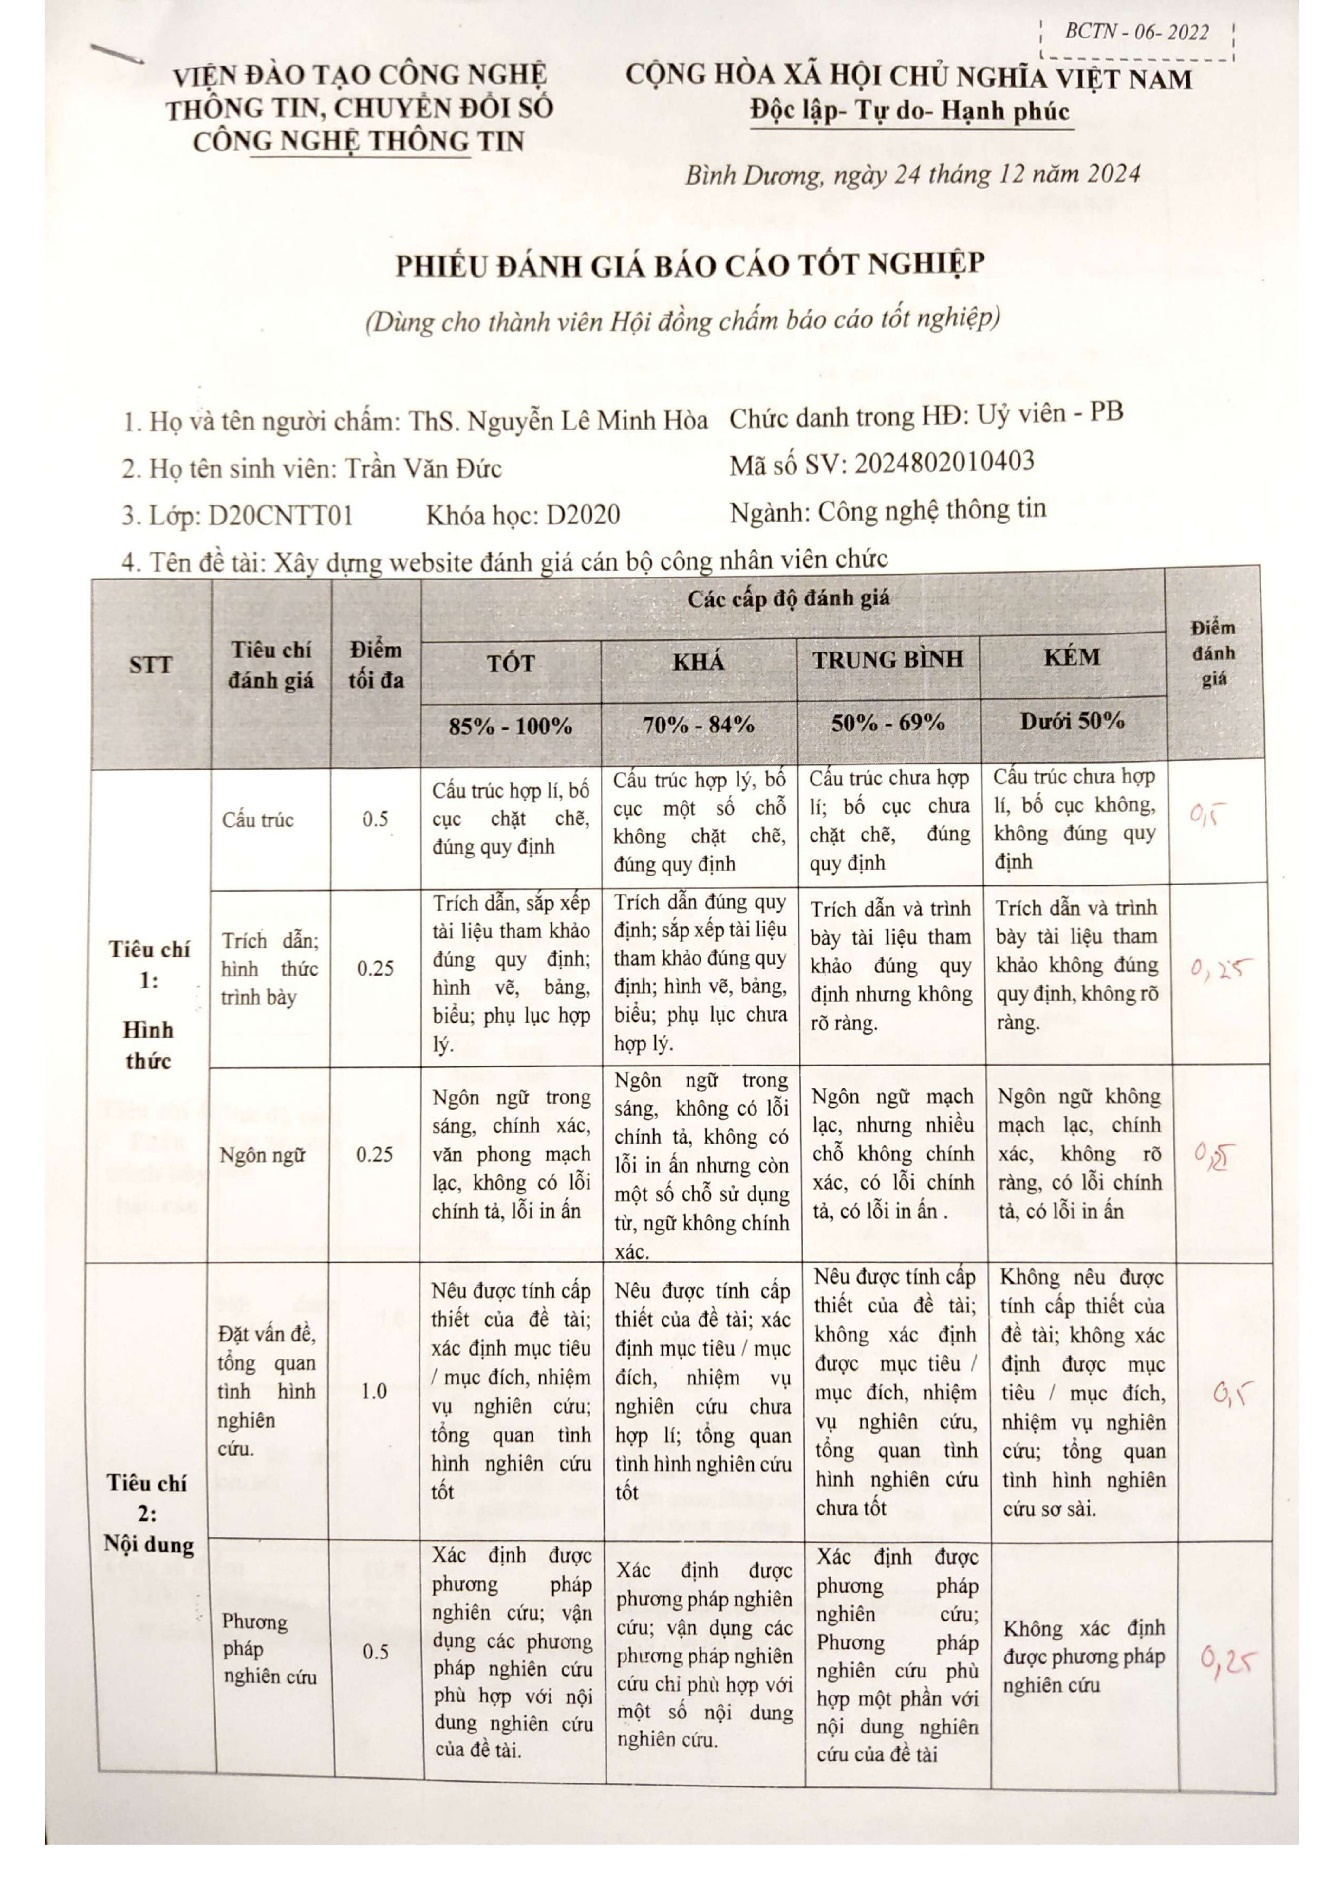 BCTN - 06- 2022
VIỆN ĐÀO TẠO CÔNG NGHỆ
THÔNG TIN, CHUYỂN ĐỔI SỐ
CÔNG NGHỆ THÔNG TIN
CỘNG HÒA XÃ HỘI CHỦ NGHĨA VIỆT NAM
Độc lập- Tự do- Hạnh phúc
Bình Dương, ngày 24 tháng 12 năm 2024
PHIẾU ĐÁNH GIÁ BÁO CÁO TỐT NGHIỆP
(Dùng cho thành viên Hội đồng chấm báo cáo tốt nghiệp)
1. Họ và tên người chấm: ThS. Nguyễn Lê Minh Hòa Chức danh trong HĐ: Uỷ viên - PB
2. Họ tên sinh viên: Trần Văn Đức Mã số SV: 2024802010403
3. Lớp: D20CNTT01 Khóa học: D2020 Ngành: Công nghệ thông tin
4. Tên đề tài: Xây dựng website đánh giá cán bộ công nhân viên chức
STT
Tiêu chí
đánh giá
Điểm
tối đa
Các cấp độ đánh giá
Điểm
đánh
giá
TỐT
KHÁ
TRUNG BÌNH
KÉM
85% - 100%
70% - 84%
50% - 69%
Dưới 50%
Tiêu chí
1:
Hình
thức
Cấu trúc
0.5
Cấu trúc hợp lí, bố
cục chặt chẽ,
đúng quy định
Cấu trúc hợp lý, bố
cục một số chỗ
không chặt chẽ,
đúng quy định
Cấu trúc chưa hợp
lí; bố cục chưa
chặt chẽ, đúng
quy định
Cấu trúc chưa hợp
lí, bố cục không,
không đúng quy
định
0,5
Trích dẫn;
hình thức
trình bày
0.25
Trích dẫn, sắp xếp
tài liệu tham khảo
đúng quy định;
hình vẽ, bảng,
biểu; phụ lục hợp
lý.
Trích dẫn đúng quy
định; sắp xếp tài liệu
tham khảo đúng quy
định; hình vẽ, bảng,
biểu; phụ lục chưa
hợp lý.
Trích dẫn và trình
bày tài liệu tham
khảo đúng quy
định nhưng không
rõ ràng.
Trích dẫn và trình
bày tài liệu tham
khảo không đúng
quy định, không rõ
ràng.
0,25
Ngôn ngữ
0.25
Ngôn ngữ trong
sáng, chính xác,
văn phong mạch
lạc, không có lỗi
chính tả, lỗi in ấn
Ngôn ngữ trong
sáng, không có lỗi
chính tả, không có
lỗi in ấn nhưng còn
một số chỗ sử dụng
từ, ngữ không chính
xác.
Ngôn ngữ mạch
lạc, nhưng nhiều
chỗ không chính
xác, có lỗi chính
tả, có lỗi in ấn .
Ngôn ngữ không
mạch lạc, chính
xác, không rõ
ràng, có lỗi chính
tả, có lỗi in ấn
Tiêu chí
2:
Nội dung
Đặt vấn đề,
tổng quan
tình hình
nghiên
cứu.
1.0
Nêu được tính cấp
thiết của đề tài;
xác định mục tiêu
/ mục đích, nhiệm
vụ nghiên cứu;
tổng quan tình
hình nghiên cứu
tốt
Nêu được tính cấp
thiết của đề tài; xác
định mục tiêu / mục
đích, nhiệm vụ
nghiên cứu chưa
hợp lí; tổng quan
tình hình nghiên cứu
tốt
Nêu được tính cấp
thiết của đề tài;
không xác định
được mục tiêu /
mục đích, nhiệm
vụ nghiên cứu,
tổng quan tình
hình nghiên cứu
chưa tốt
Không nêu được
tính cấp thiết của
đề tài; không xác
định được mục
tiêu / mục đích,
nhiệm vụ nghiên
cứu; tổng quan
tình hình nghiên
cứu sơ sài.
0,5
Phương
pháp
nghiên cứu
0.5
Xác định được
phương pháp
nghiên cứu; vận
dụng các phương
pháp nghiên cứu
phù hợp với nội
dung nghiên cứu
của đề tài.
Xác định được
phương pháp nghiên
cứu; vận dụng các
phương pháp nghiên
cứu chỉ phù hợp với
một số nội dung
nghiên cứu.
Xác định được
phương pháp
nghiên cứu;
Phương pháp
nghiên cứu phù
hợp một phần với
nội dung nghiên
cứu của đề tài
Không xác định
được phương pháp
nghiên cứu
0,25